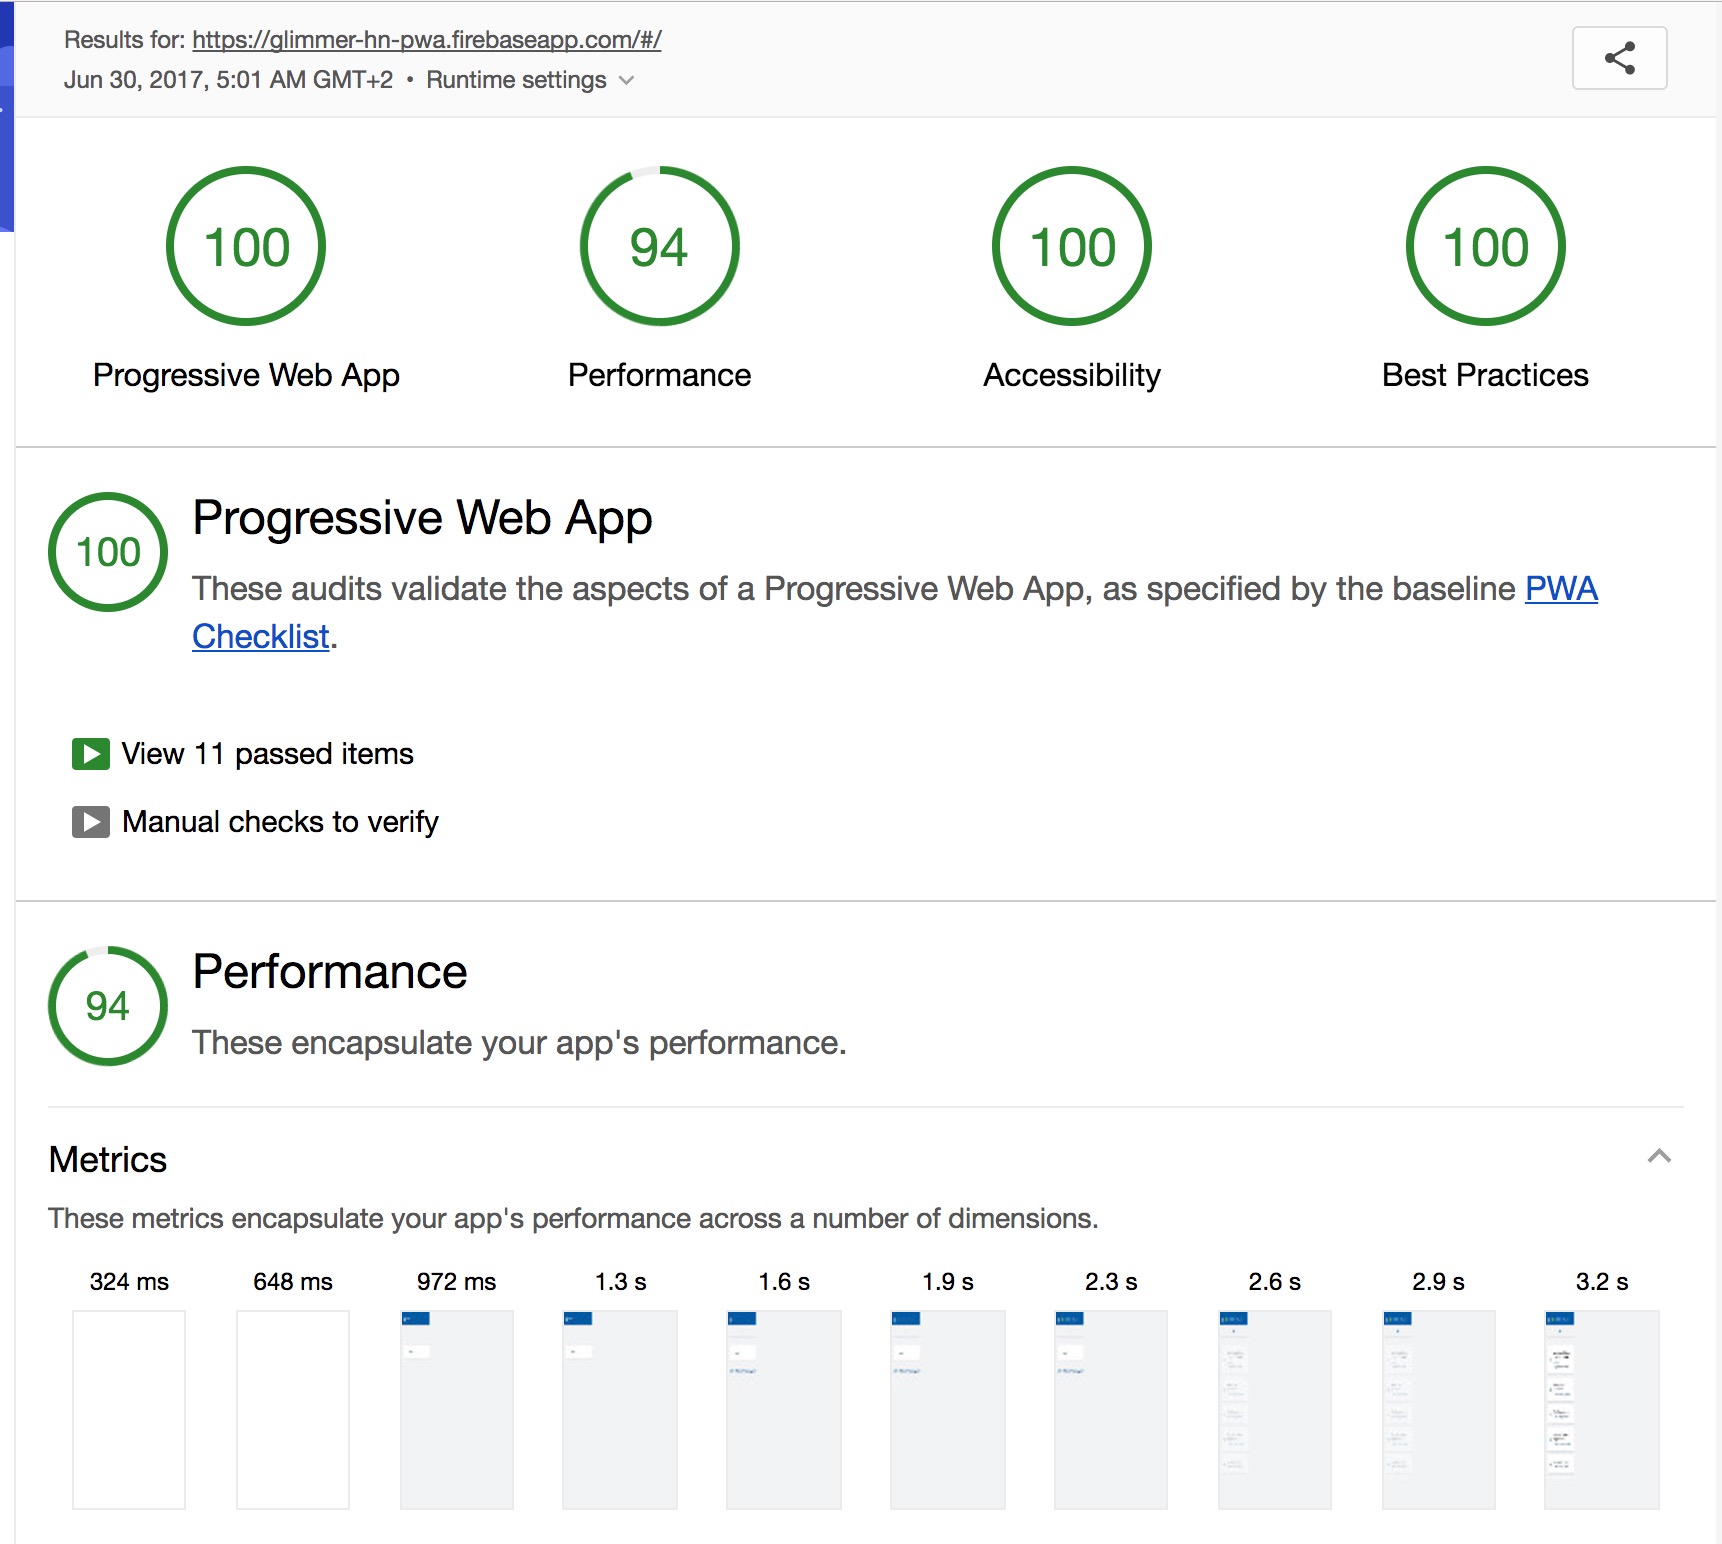 Results for: https://glimmer-hn-pwa.firebaseapp.com/#/
Jun 30, 2017, 5:01 AM GMT+2 • Runtime settings
100
94
100
100
Progressive Web App
Performance
Accessibility
Best Practices
100
Progressive Web App
These audits validate the aspects of a Progressive Web App, as specified by the baseline PWA
Checklist.
View 11 passed items
Manual checks to verify
94
Performance
These encapsulate your app's performance.
Metrics
These metrics encapsulate your app's performance across a number of dimensions.
324 ms
648 ms
972 ms
1.3 s
1.6 s
1.9 s
2.3 s
2.6 s
2.9 s
3.2 s